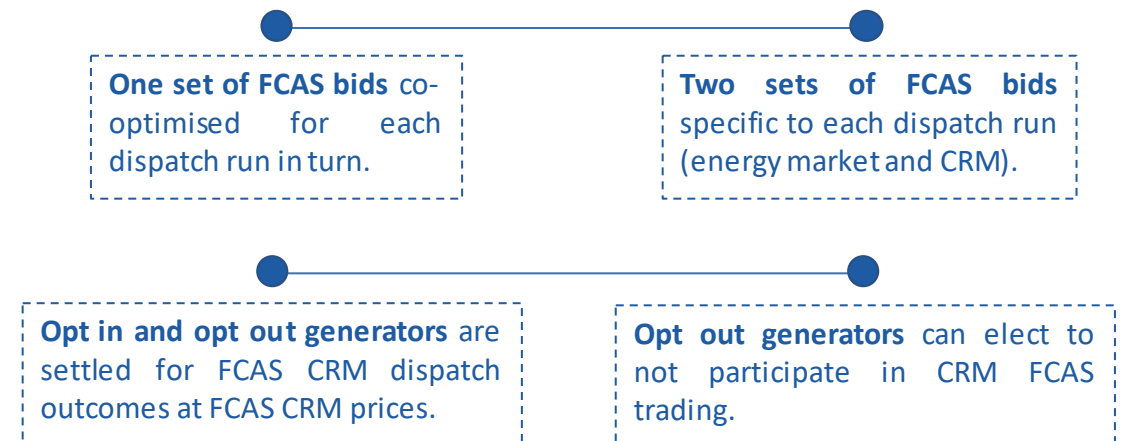 One set of FCAS bids co-
optimised for each
dispatch run in turn.
Two sets of FCAS bids
specific to each dispatch run
(energy market and CRM).
Opt in and opt out generators are
settled for FCAS CRM dispatch
outcomes at FCAS CRM prices.
Opt out generators can elect to
not participate in CRM FCAS
trading.